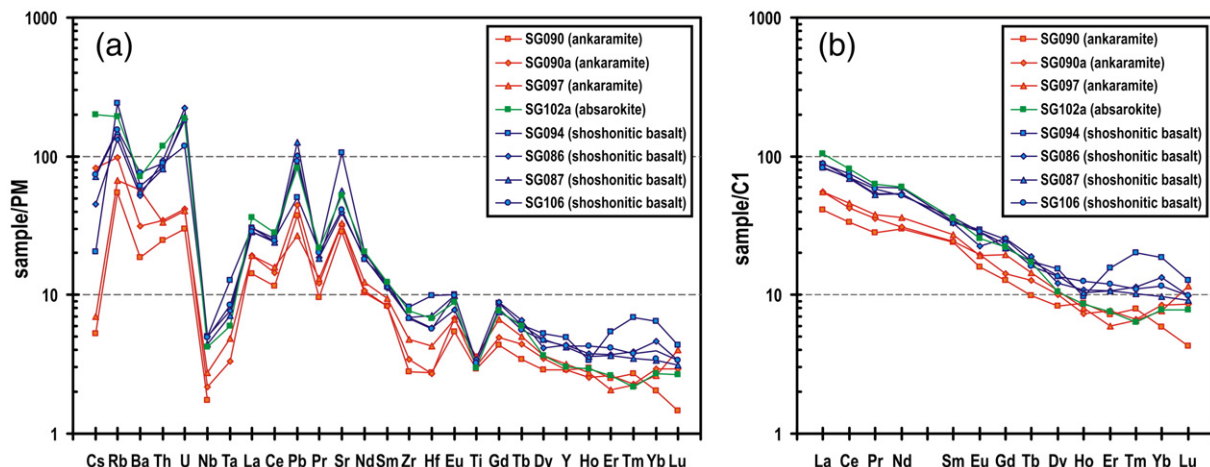 (a)
sample/PM
1000
100
10
1
SG090 (ankaramite)
SG090a (ankaramite)
SG097 (ankaramite)
SG102a (absarokite)
SG094 (shoshonitic basalt)
SG086 (shoshonitic basalt)
SG087 (shoshonitic basalt)
SG106 (shoshonitic basalt)
Cs Rb Ba Th U Nb Ta La Ce Pb Pr Sr Nd Sm Zr Hf Eu Ti Gd Tb Dy Y Ho Er Tm Yb Lu
(b)
sample/C1
1000
100
10
1
SG090 (ankaramite)
SG090a (ankaramite)
SG097 (ankaramite)
SG102a (absarokite)
SG094 (shoshonitic basalt)
SG086 (shoshonitic basalt)
SG087 (shoshonitic basalt)
SG106 (shoshonitic basalt)
La Ce Pr Nd Sm Eu Gd Tb Dy Ho Er Tm Yb Lu